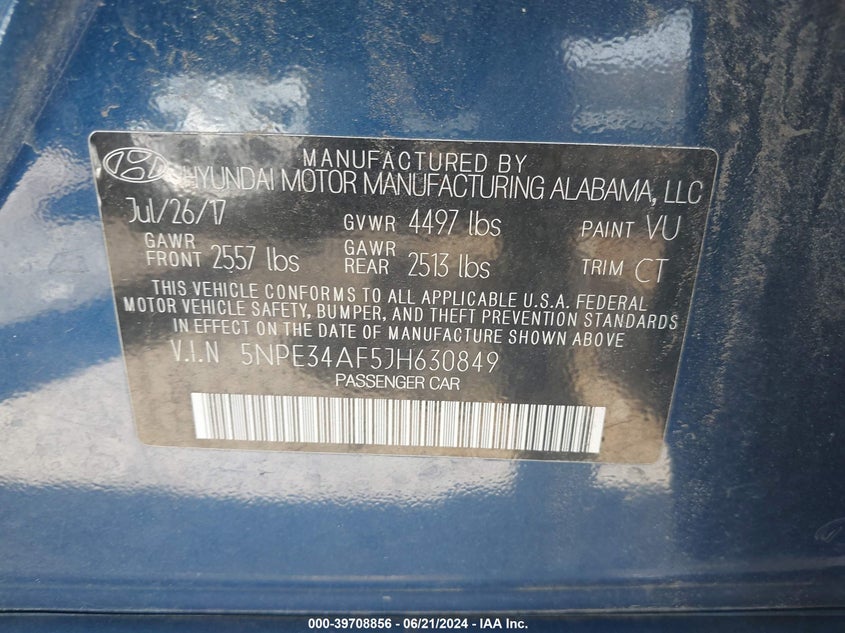 MANUFACTURED BY
HYUNDAI MOTOR MANUFACTURING ALABAMA, LLC
Jul/26/17 GVWR 4497 lbs PAINT VU
GAWR FRONT 2557 lbs GAWR REAR 2513 lbs TRIM CT
THIS VEHICLE CONFORMS TO ALL APPLICABLE U.S.A. FEDERAL
MOTOR VEHICLE SAFETY, BUMPER, AND THEFT PREVENTION STANDARDS
IN EFFECT ON THE DATE OF MANUFACTURE SHOWN ABOVE.
V.I.N 5NPE34AF5JH630849
PASSENGER CAR
000-39708856 - 06/21/2024 - IAA Inc.